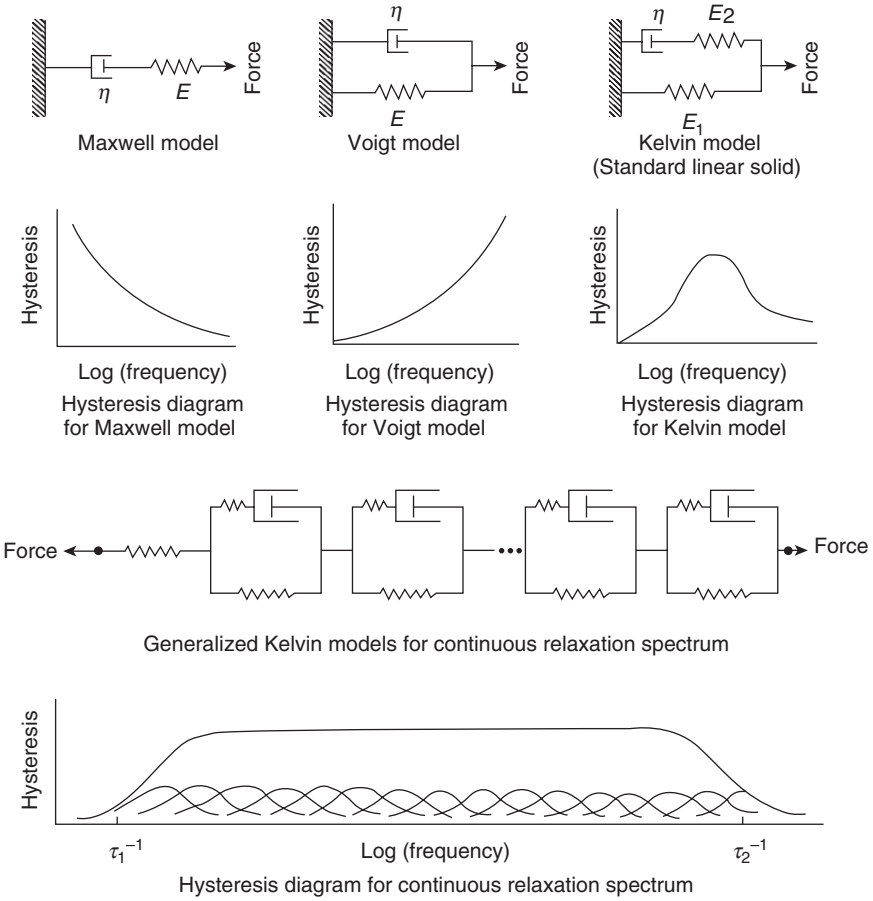 η
E
Force
Maxwell model
η
E
Force
Voigt model
η
E2
E1
Force
Kelvin model
(Standard linear solid)
Hysteresis
Log (frequency)
Hysteresis diagram
for Maxwell model
Hysteresis
Log (frequency)
Hysteresis diagram
for Voigt model
Hysteresis
Log (frequency)
Hysteresis diagram
for Kelvin model
Force
Force
Generalized Kelvin models for continuous relaxation spectrum
Hysteresis
τ₁⁻¹
Log (frequency)
τ₂⁻¹
Hysteresis diagram for continuous relaxation spectrum